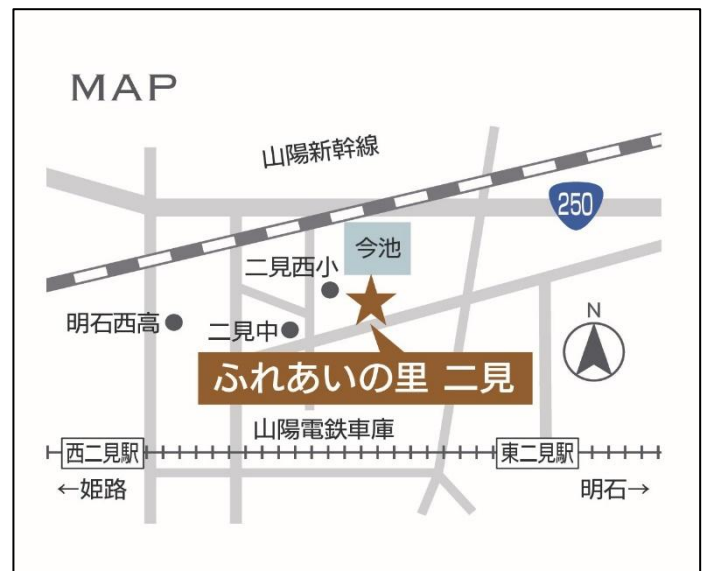 MAP
山陽新幹線
250
今池
二見西小
明石西高
二見中
N
ふれあいの里 二見
山陽電鉄車庫
西二見駅
東二見駅
←姫路
明石→